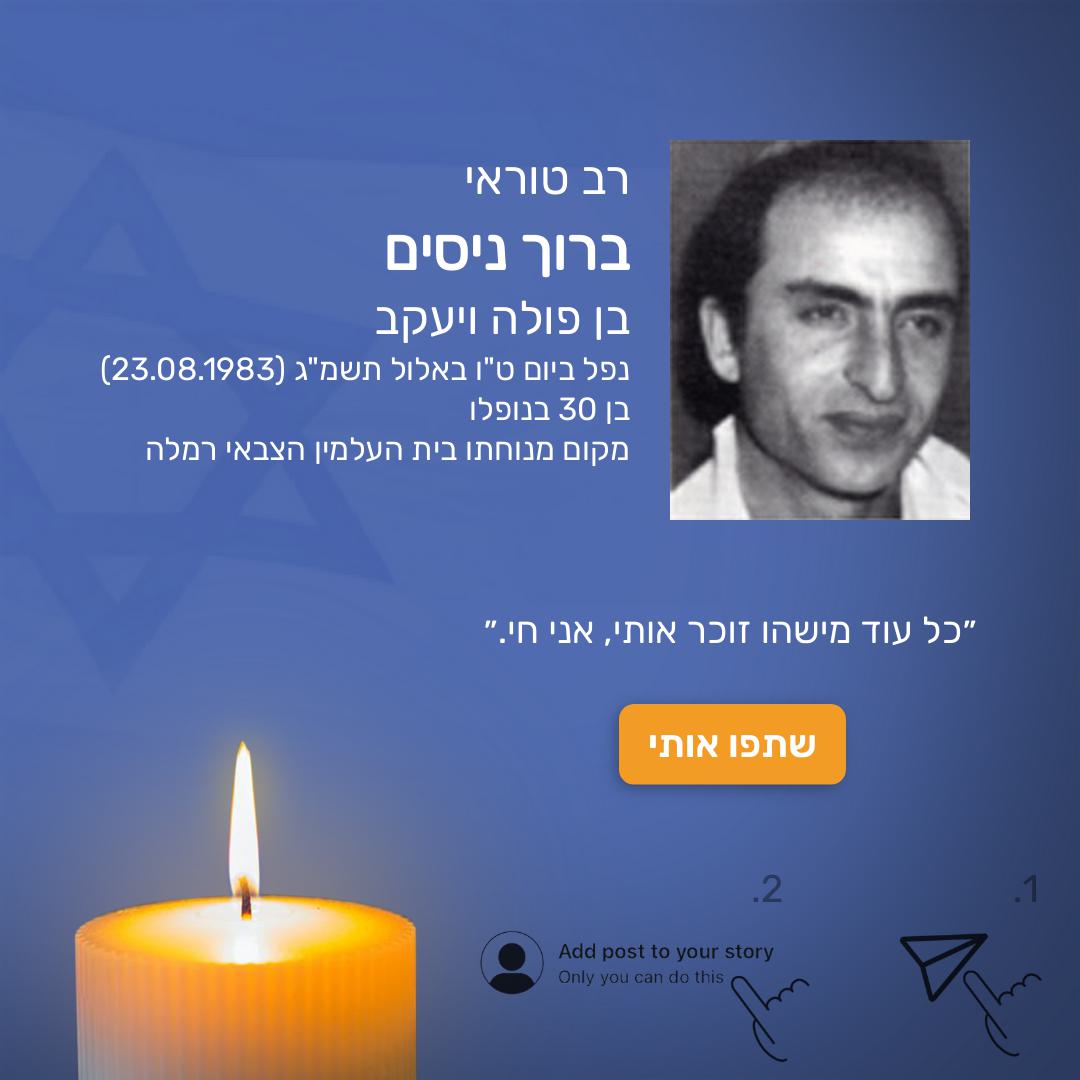 רב טוראי
ברוך ניסים
בן פולה ויעקב
נפל ביום ט"ו באלול תשמ"ג (23.08.1983)
בן 30 בנופלו
מקום מנוחתו בית העלמין הצבאי רמלה
״כל עוד מישהו זוכר אותי, אני חי.״
שתפו אותי
.1
.2
Add post to your story
Only you can do this